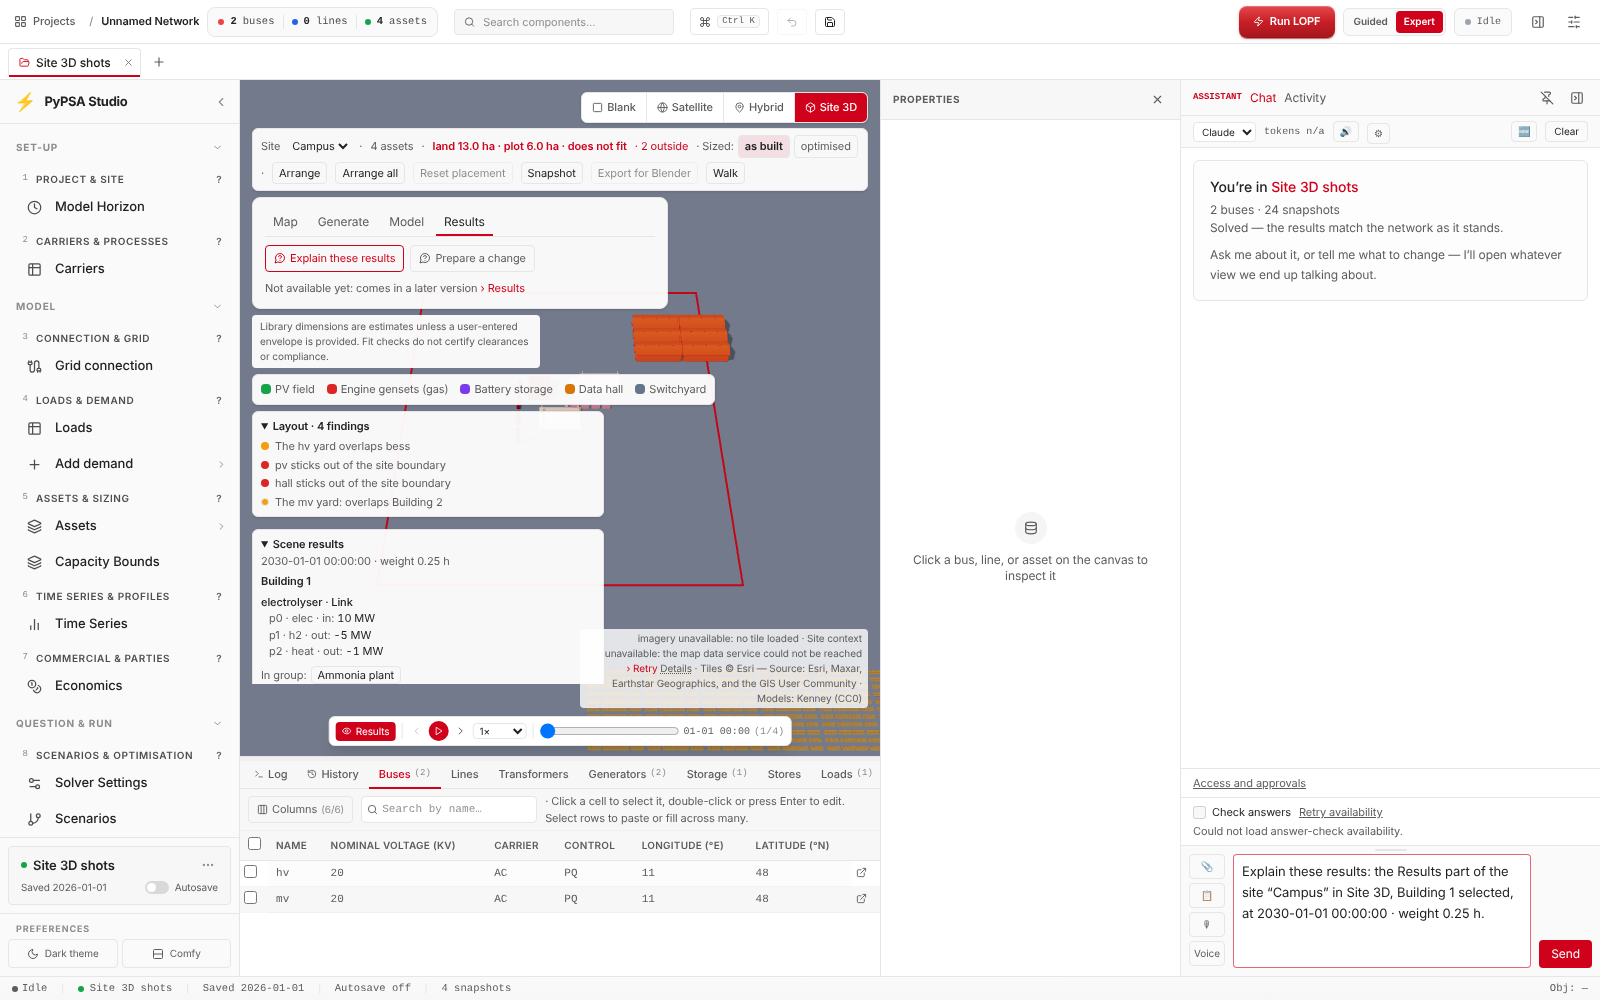 Projects / Unnamed Network 2 buses 0 lines 4 assets Search components... ⌘ Ctrl K Run LOPF Guided Expert Idle
Site 3D shots × +
PyPSA Studio
SET-UP
1 PROJECT & SITE ?
Model Horizon
2 CARRIERS & PROCESSES ?
Carriers
MODEL
3 CONNECTION & GRID ?
Grid connection
4 LOADS & DEMAND ?
Loads
Add demand
5 ASSETS & SIZING ?
Assets
Capacity Bounds
6 TIME SERIES & PROFILES ?
Time Series
7 COMMERCIAL & PARTIES ?
Economics
QUESTION & RUN
8 SCENARIOS & OPTIMISATION ?
Solver Settings
Scenarios
Site 3D shots ...
Saved 2026-01-01 Autosave
PREFERENCES
Dark theme Comfy
Blank Satellite Hybrid Site 3D
Site Campus · 4 assets · land 13.0 ha · plot 6.0 ha · does not fit · 2 outside · Sized: as built optimised
· Arrange Arrange all Reset placement Snapshot Export for Blender Walk
Map Generate Model Results
Explain these results Prepare a change
Not available yet: comes in a later version › Results
Library dimensions are estimates unless a user-entered
envelope is provided. Fit checks do not certify clearances
or compliance.
PV field Engine gensets (gas) Battery storage Data hall Switchyard
▼ Layout · 4 findings
The hv yard overlaps bess
pv sticks out of the site boundary
hall sticks out of the site boundary
The mv yard: overlaps Building 2
▼ Scene results
2030-01-01 00:00:00 · weight 0.25 h
Building 1
electrolyser · Link
p0 · elec · in: 10 MW
p1 · h2 · out: -5 MW
p2 · heat · out: -1 MW
In group: Ammonia plant
imagery unavailable: no tile loaded · Site context
unavailable: the map data service could not be reached
› Retry Details · Tiles © Esri — Source: Esri, Maxar,
Earthstar Geographics, and the GIS User Community ·
Models: Kenney (CC0)
Results 1× 01-01 00:00 (1/4)
Log History Buses (2) Lines Transformers Generators (2) Storage (1) Stores Loads (1)
Columns (6/6) Search by name… · Click a cell to select it, double-click or press Enter to edit.
Select rows to paste or fill across many.
NAME NOMINAL VOLTAGE (KV) CARRIER CONTROL LONGITUDE (°E) LATITUDE (°N)
hv 20 AC PQ 11 48
mv 20 AC PQ 11 48
PROPERTIES ×
Click a bus, line, or asset on the canvas to
inspect it
ASSISTANT Chat Activity
Claude tokens n/a Clear
You’re in Site 3D shots
2 buses · 24 snapshots
Solved — the results match the network as it stands.
Ask me about it, or tell me what to change — I’ll open whatever
view we end up talking about.
Access and approvals
Check answers Retry availability
Could not load answer-check availability.
Explain these results: the Results part of the
site “Campus” in Site 3D, Building 1 selected,
at 2030-01-01 00:00:00 · weight 0.25 h.
Voice
Send
Idle Site 3D shots Saved 2026-01-01 Autosave off 4 snapshots Obj: —